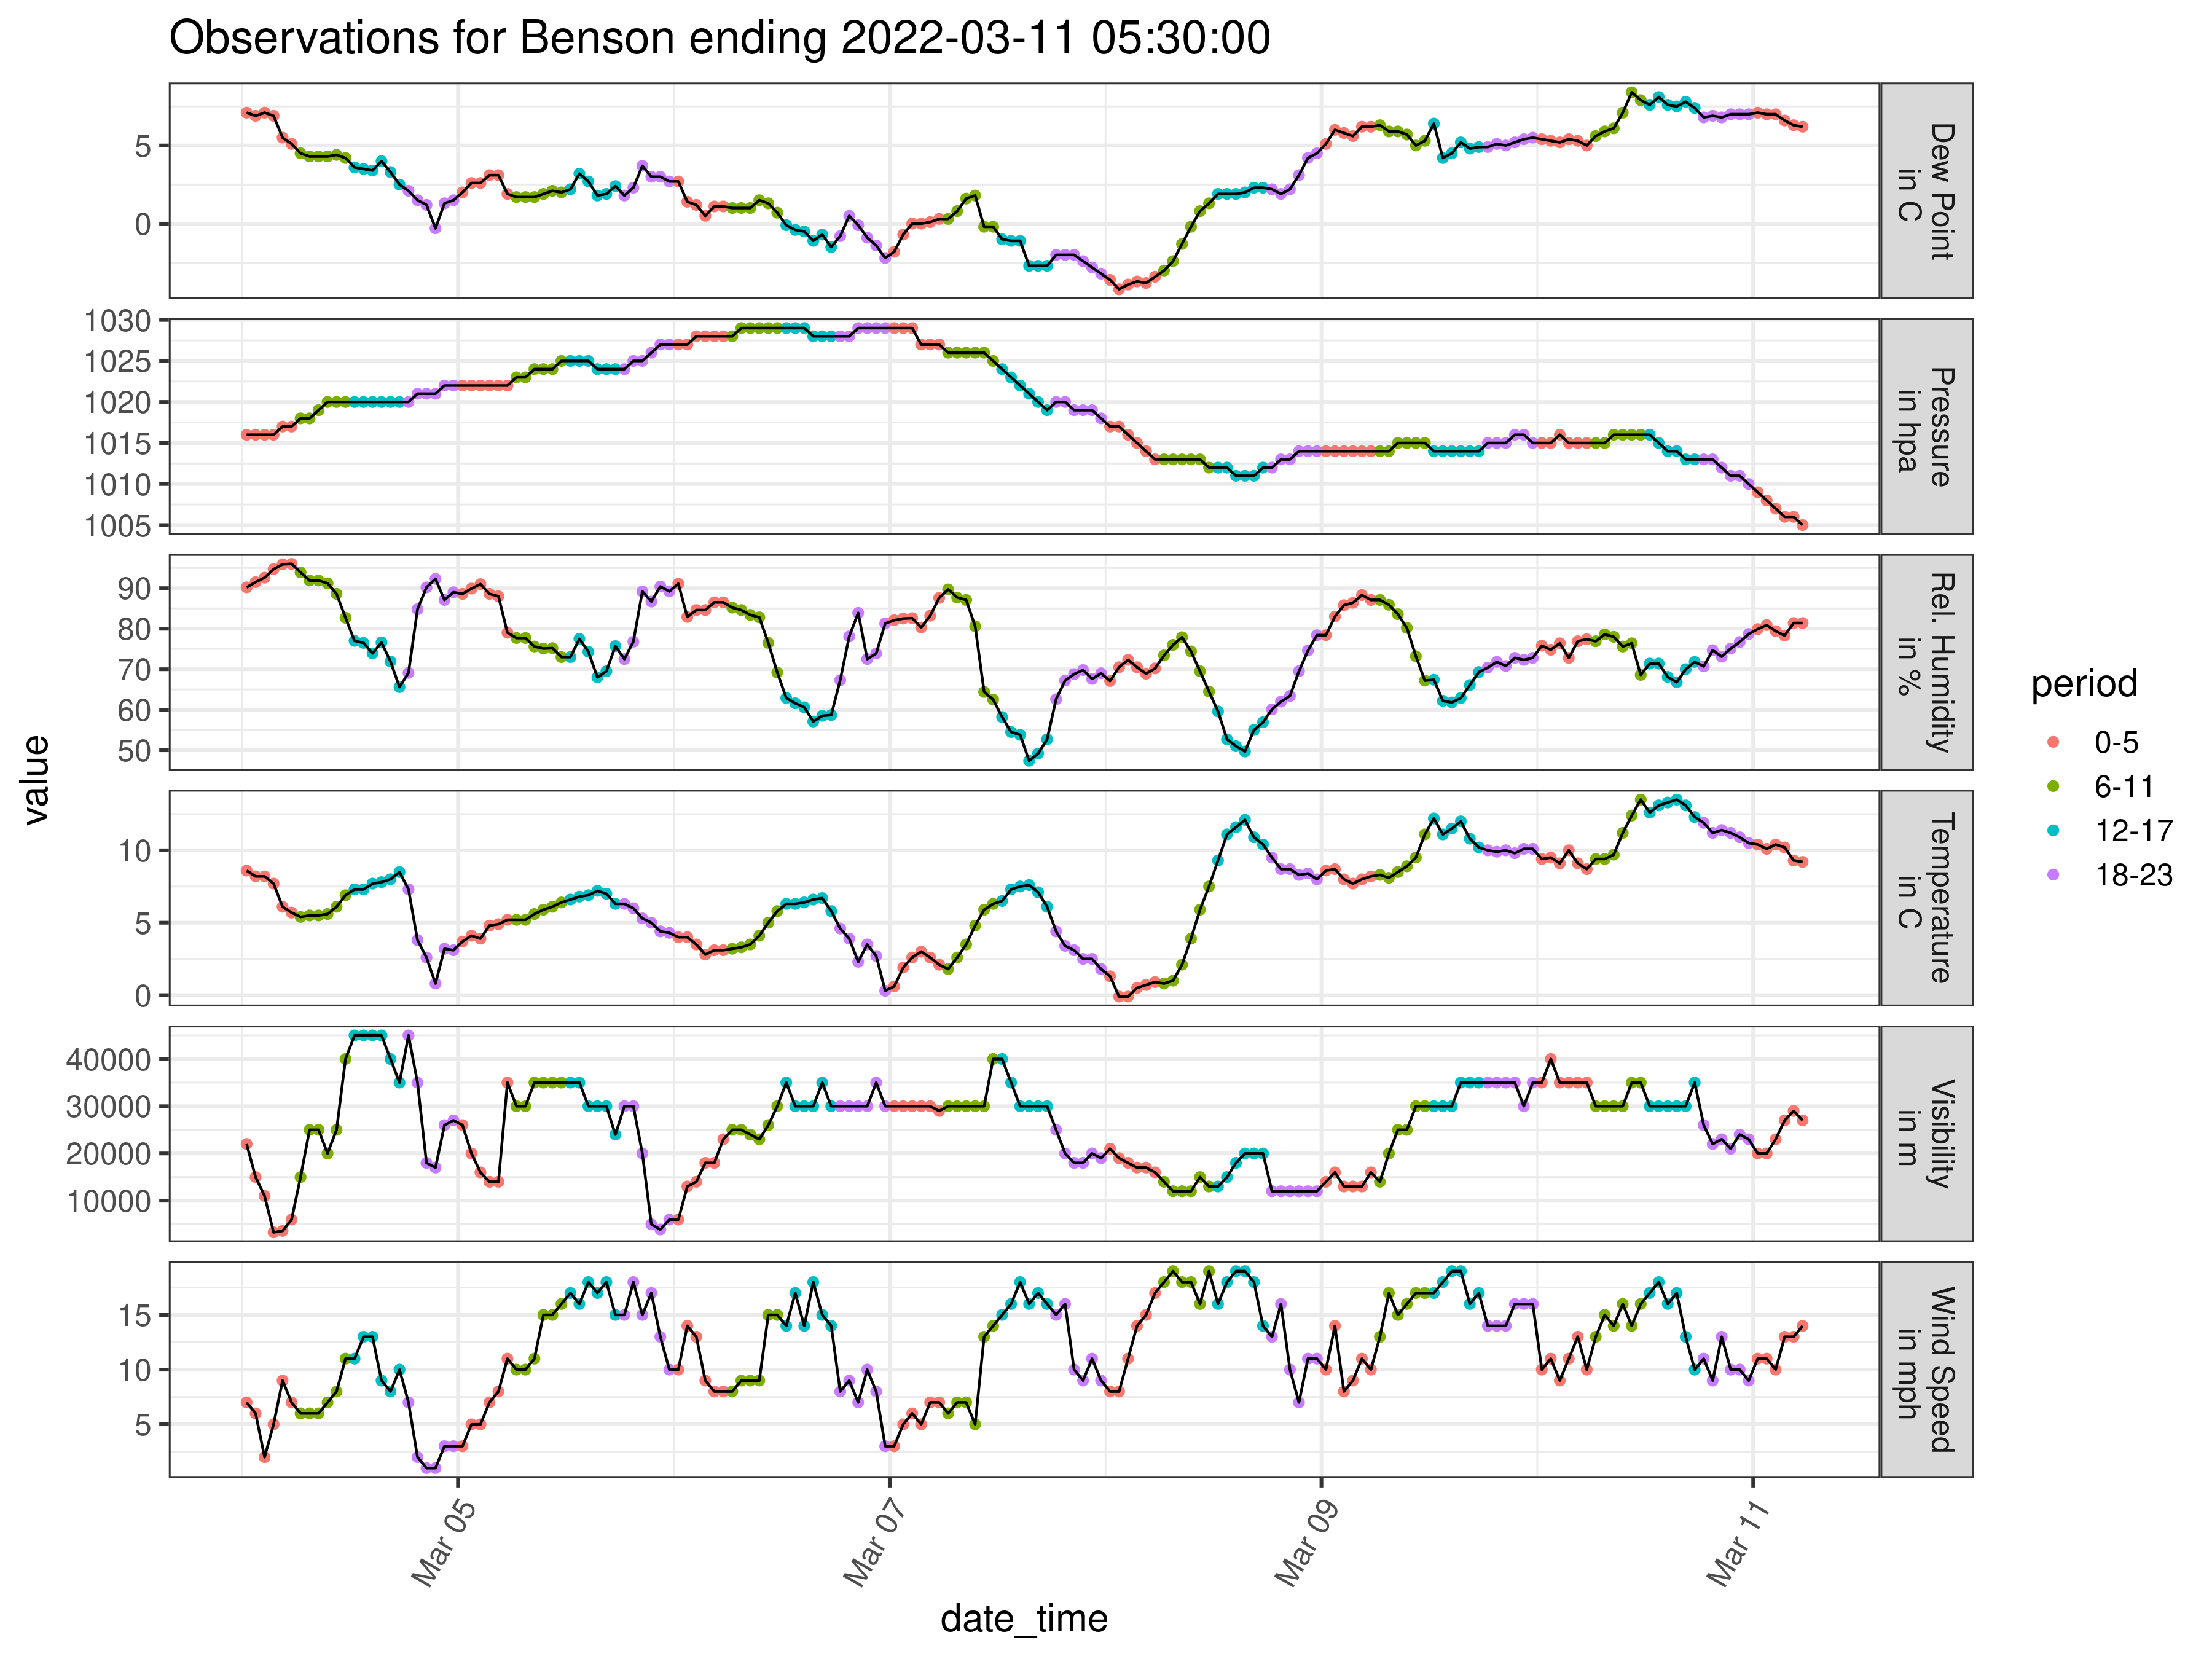 Observations for Benson ending 2022-03-11 05:30:00
value
5
0
Dew Point
in C
1030
1025
1020
1015
1010
1005
Pressure
in hpa
90
80
70
60
50
Rel. Humidity
in %
10
5
0
Temperature
in C
40000
30000
20000
10000
Visibility
in m
15
10
5
Wind Speed
in mph
Mar 05
Mar 07
Mar 09
Mar 11
date_time
period
0-5
6-11
12-17
18-23